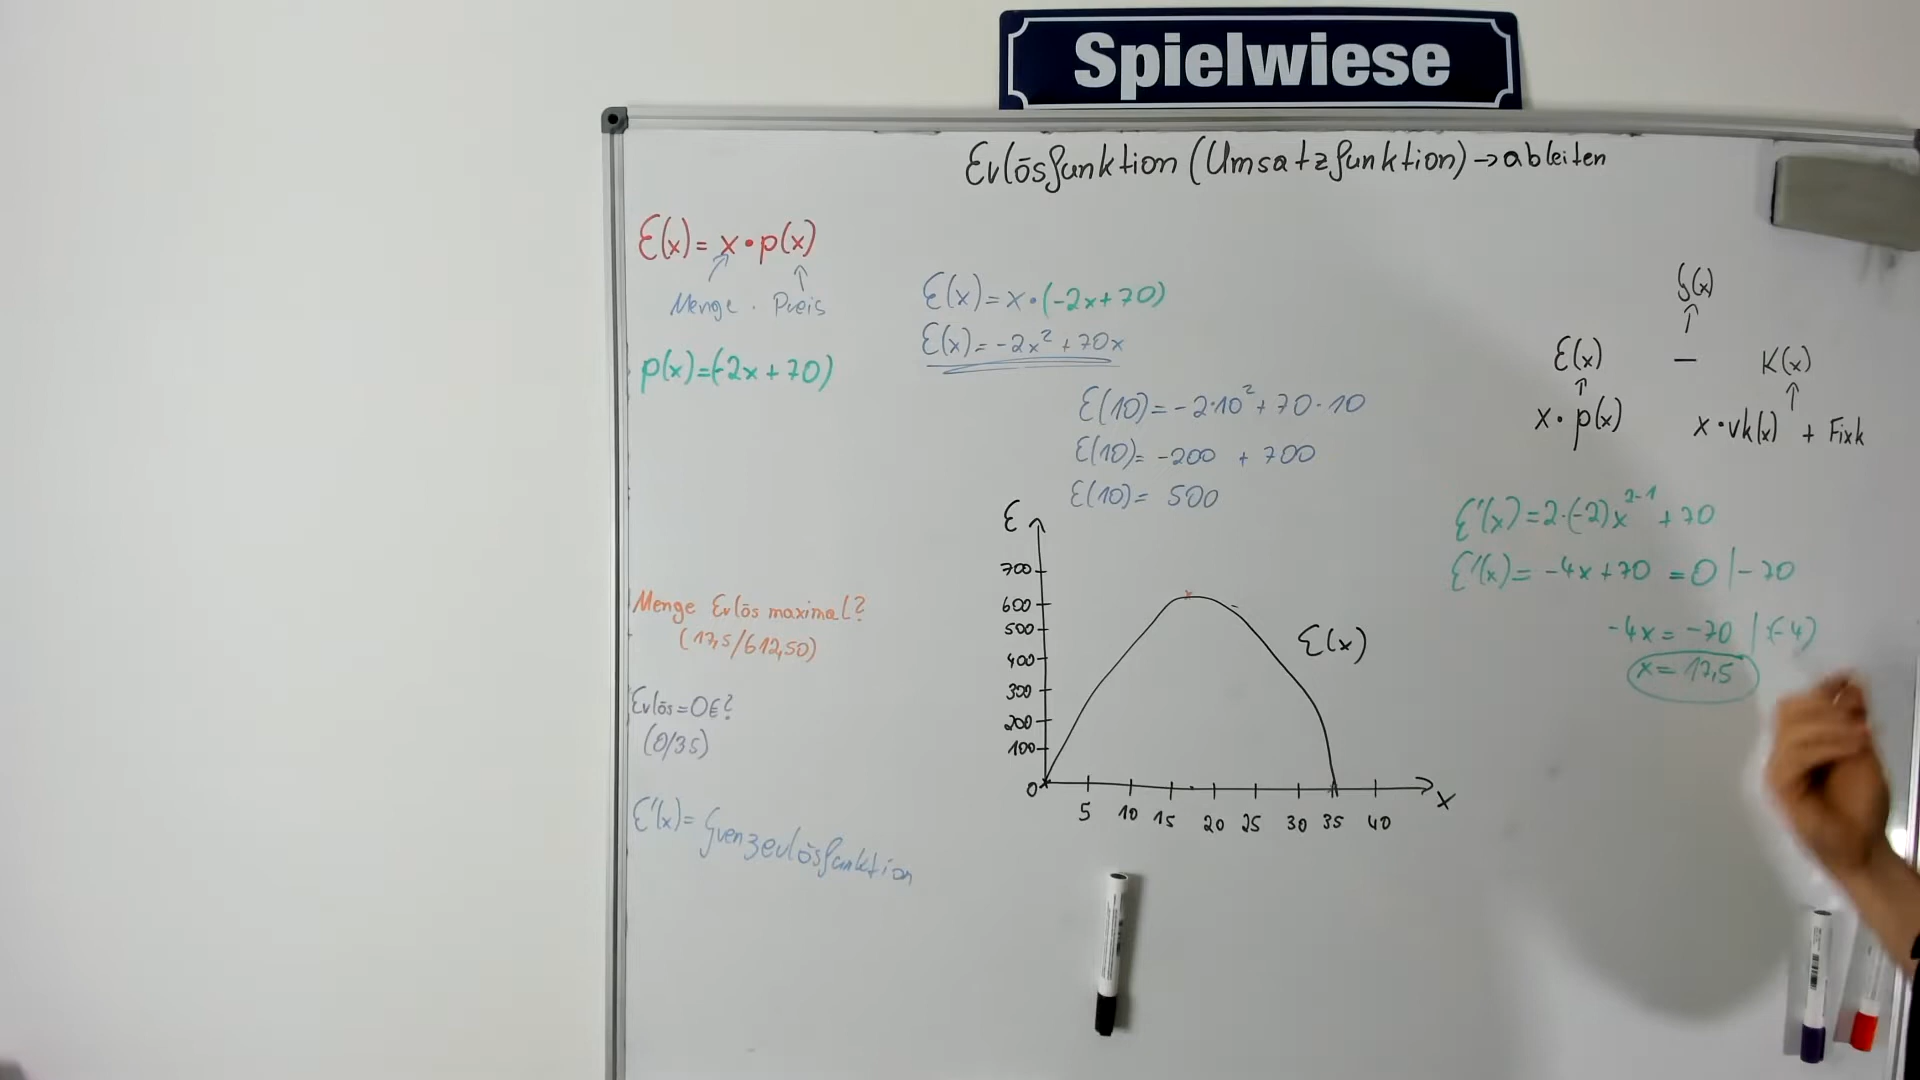 Spielwiese
Erlösfunktion (Umsatzfunktion) → ableiten
E(x) = x • p(x)
Menge . Preis
p(x)=(-2x + 70)
E(x) = x • (-2x + 70)
E(x) = -2x² + 70x
E(10) = -2·10² + 70 · 10
E(10) = -200 + 700
E(10) = 500
G(x)
E(x) — K(x)
x · p(x) x • vk(x) + Fixk
E'(x) = 2·(-2)x²⁻¹ + 70
E'(x) = -4x + 70 = 0 | -70
-4x = -70 | :(-4)
x = 17,5
Menge Erlös maximal?
(17,5/612,50)
Erlös = 0€?
(0/35)
E'(x) = Grenzerlösfunktion
E
700
600
500
400
300
200
100
0
E(x)
5 10 15 20 25 30 35 40 x